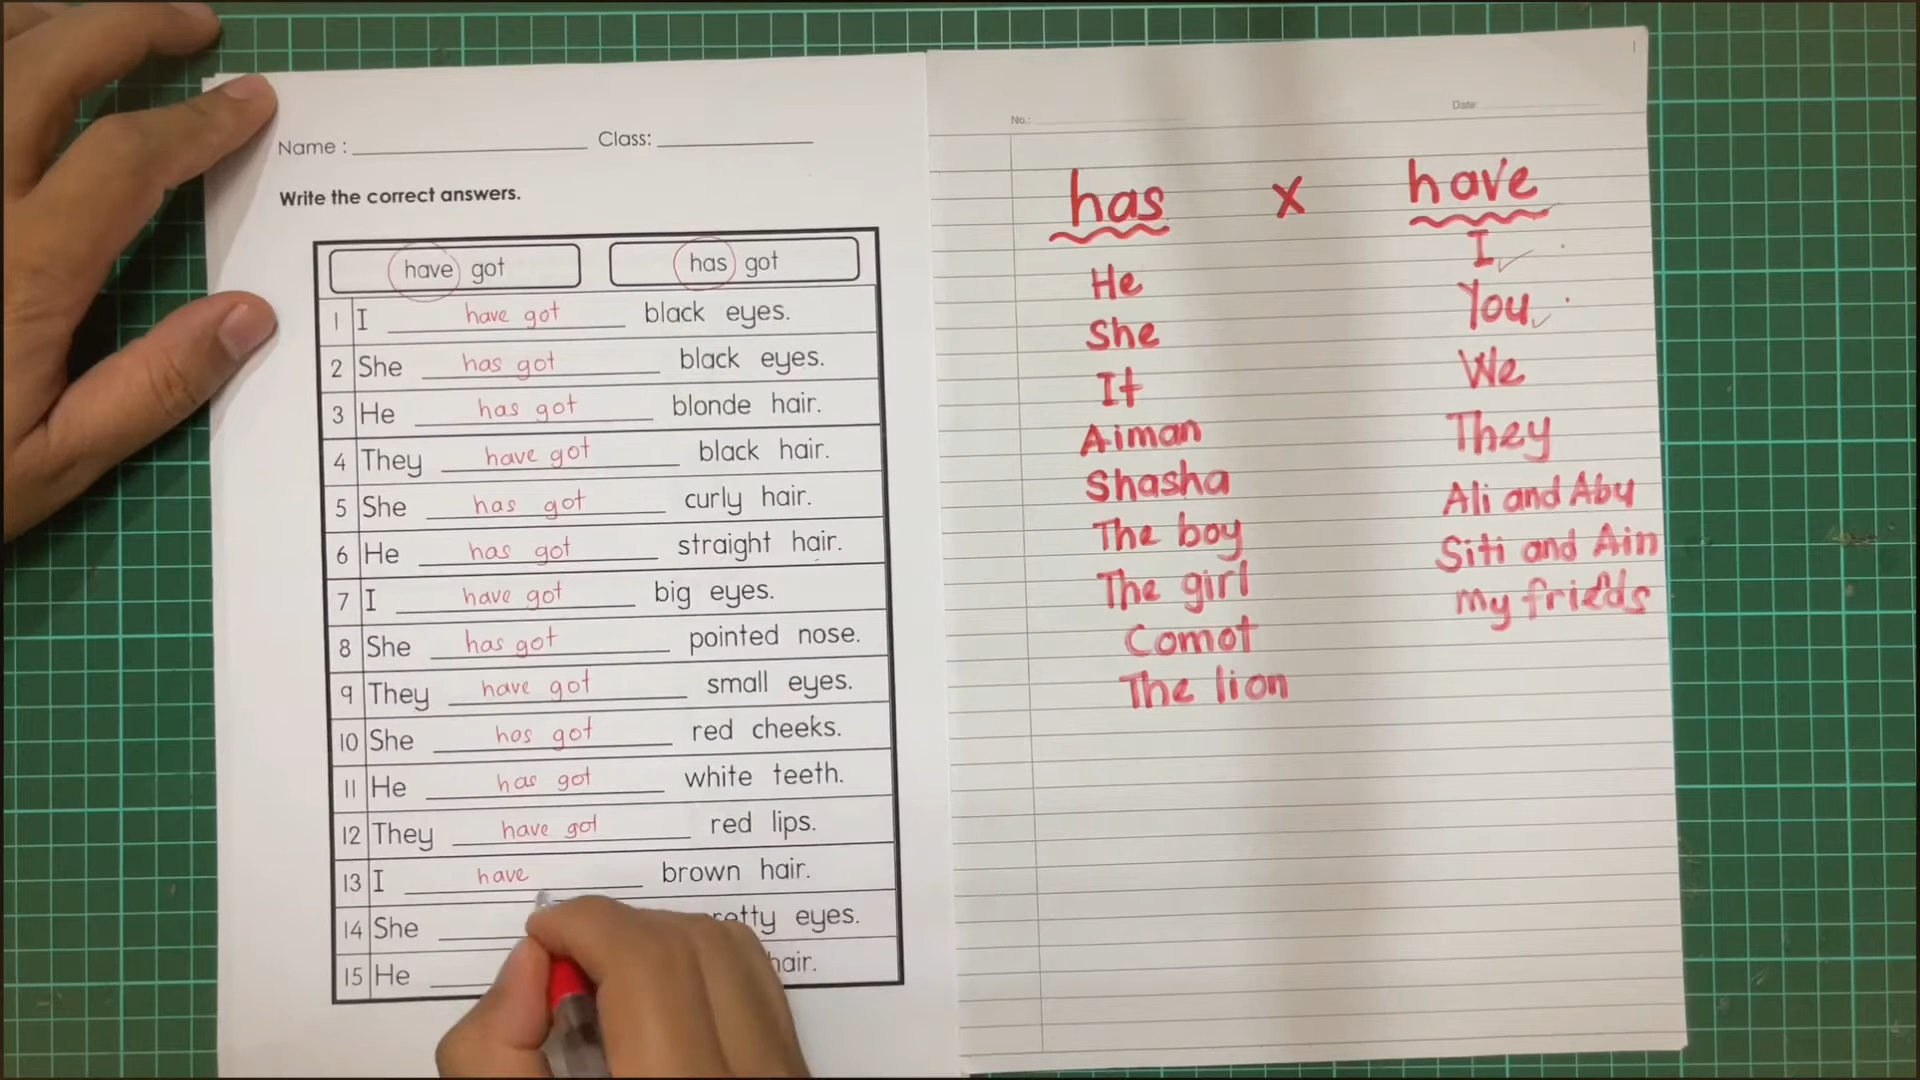 Name : Class:
Write the correct answers.
have got has got
1 I have got black eyes.
2 She has got black eyes.
3 He has got blonde hair.
4 They have got black hair.
5 She has got curly hair.
6 He has got straight hair.
7 I have got big eyes.
8 She has got pointed nose.
9 They have got small eyes.
10 She has got red cheeks.
11 He has got white teeth.
12 They have got red lips.
13 I have brown hair.
14 She retty eyes.
15 He hair.
No.: Date:
has x have
He
She
It
Aiman
Shasha
The boy
The girl
Comot
The lion
I
You
We
They
Ali and Abu
Siti and Ain
my frieds